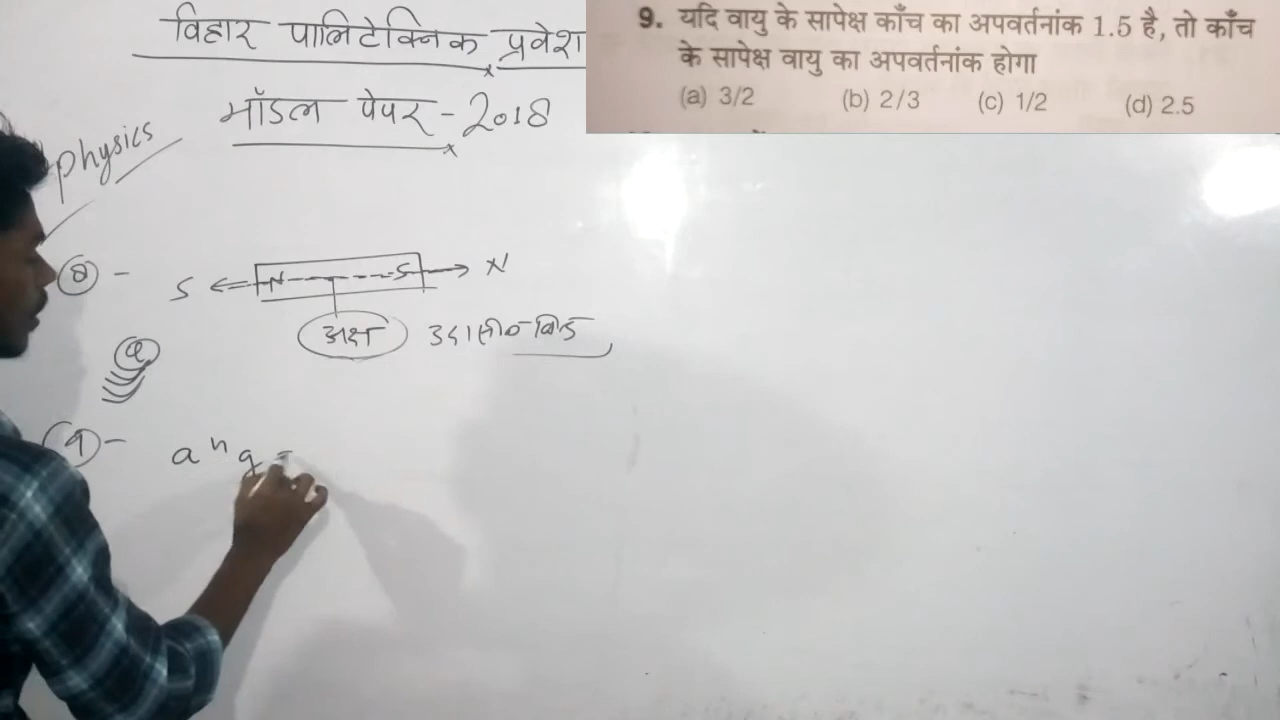 विहार पालिटेक्निक प्रवेश
मॉडल पेपर - 2018
Physics
9. यदि वायु के सापेक्ष काँच का अपवर्तनांक 1.5 है, तो काँच
के सापेक्ष वायु का अपवर्तनांक होगा
(a) 3/2 (b) 2/3 (c) 1/2 (d) 2.5
8 - S N S N
अक्ष उदासीन बिंदु
9 - a n g =